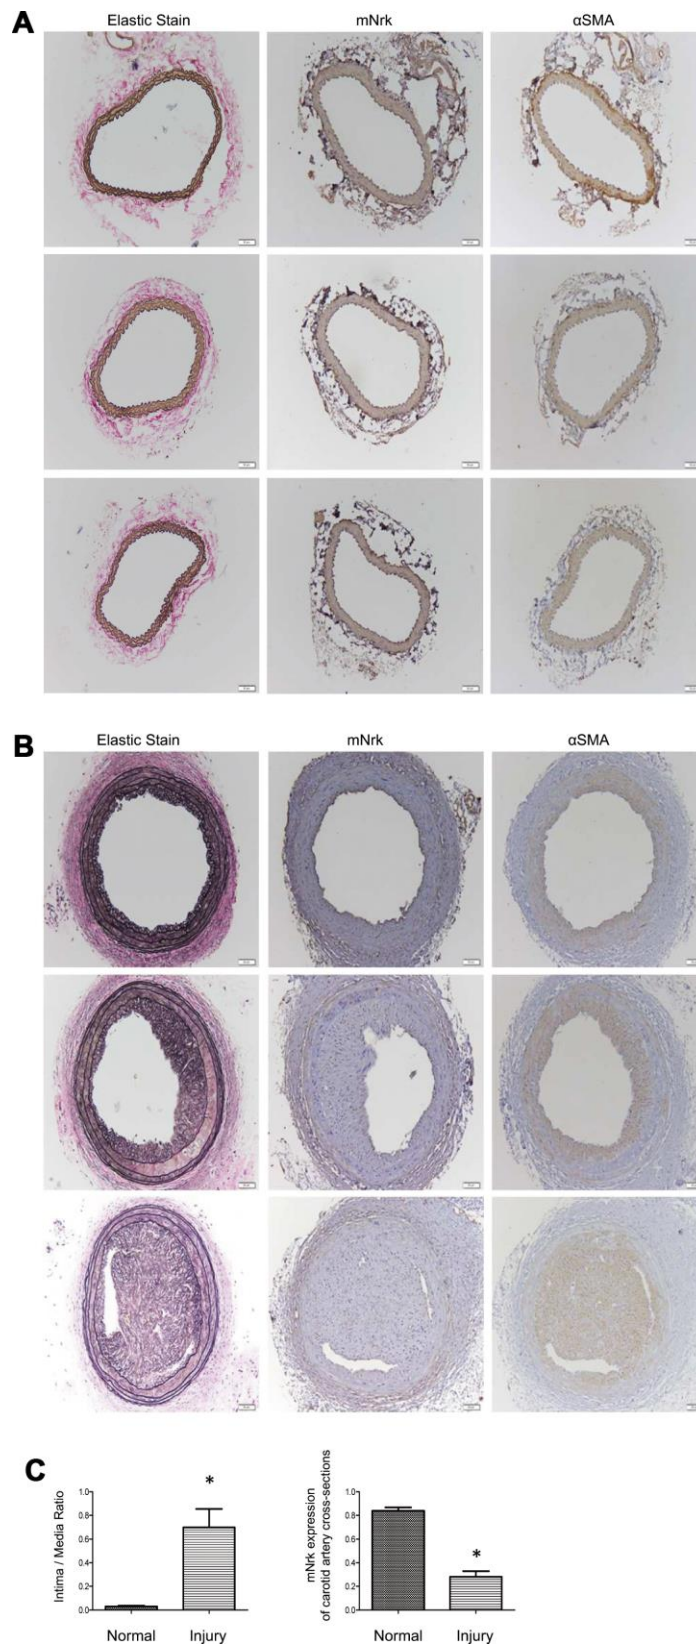 A
Elastic Stain
mNrk
αSMA
B
Elastic Stain
mNrk
αSMA
C
Intima / Media Ratio
1.0
0.8
0.6
0.4
0.2
0.0
*
Normal
Injury
mNrk expression
of carotid artery cross-sections
1.0
0.8
0.6
0.4
0.2
0.0
*
Normal
Injury